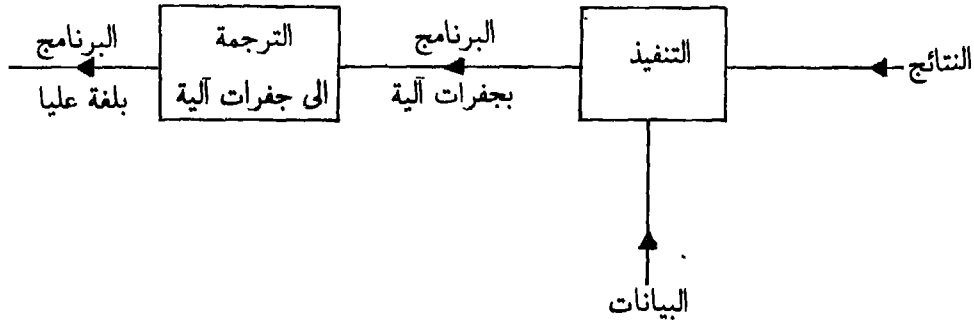 النتائج
التنفيذ
البيانات
البرنامج
بجفرات آلية
الترجمة
الى جفرات آلية
البرنامج
بلغة عليا